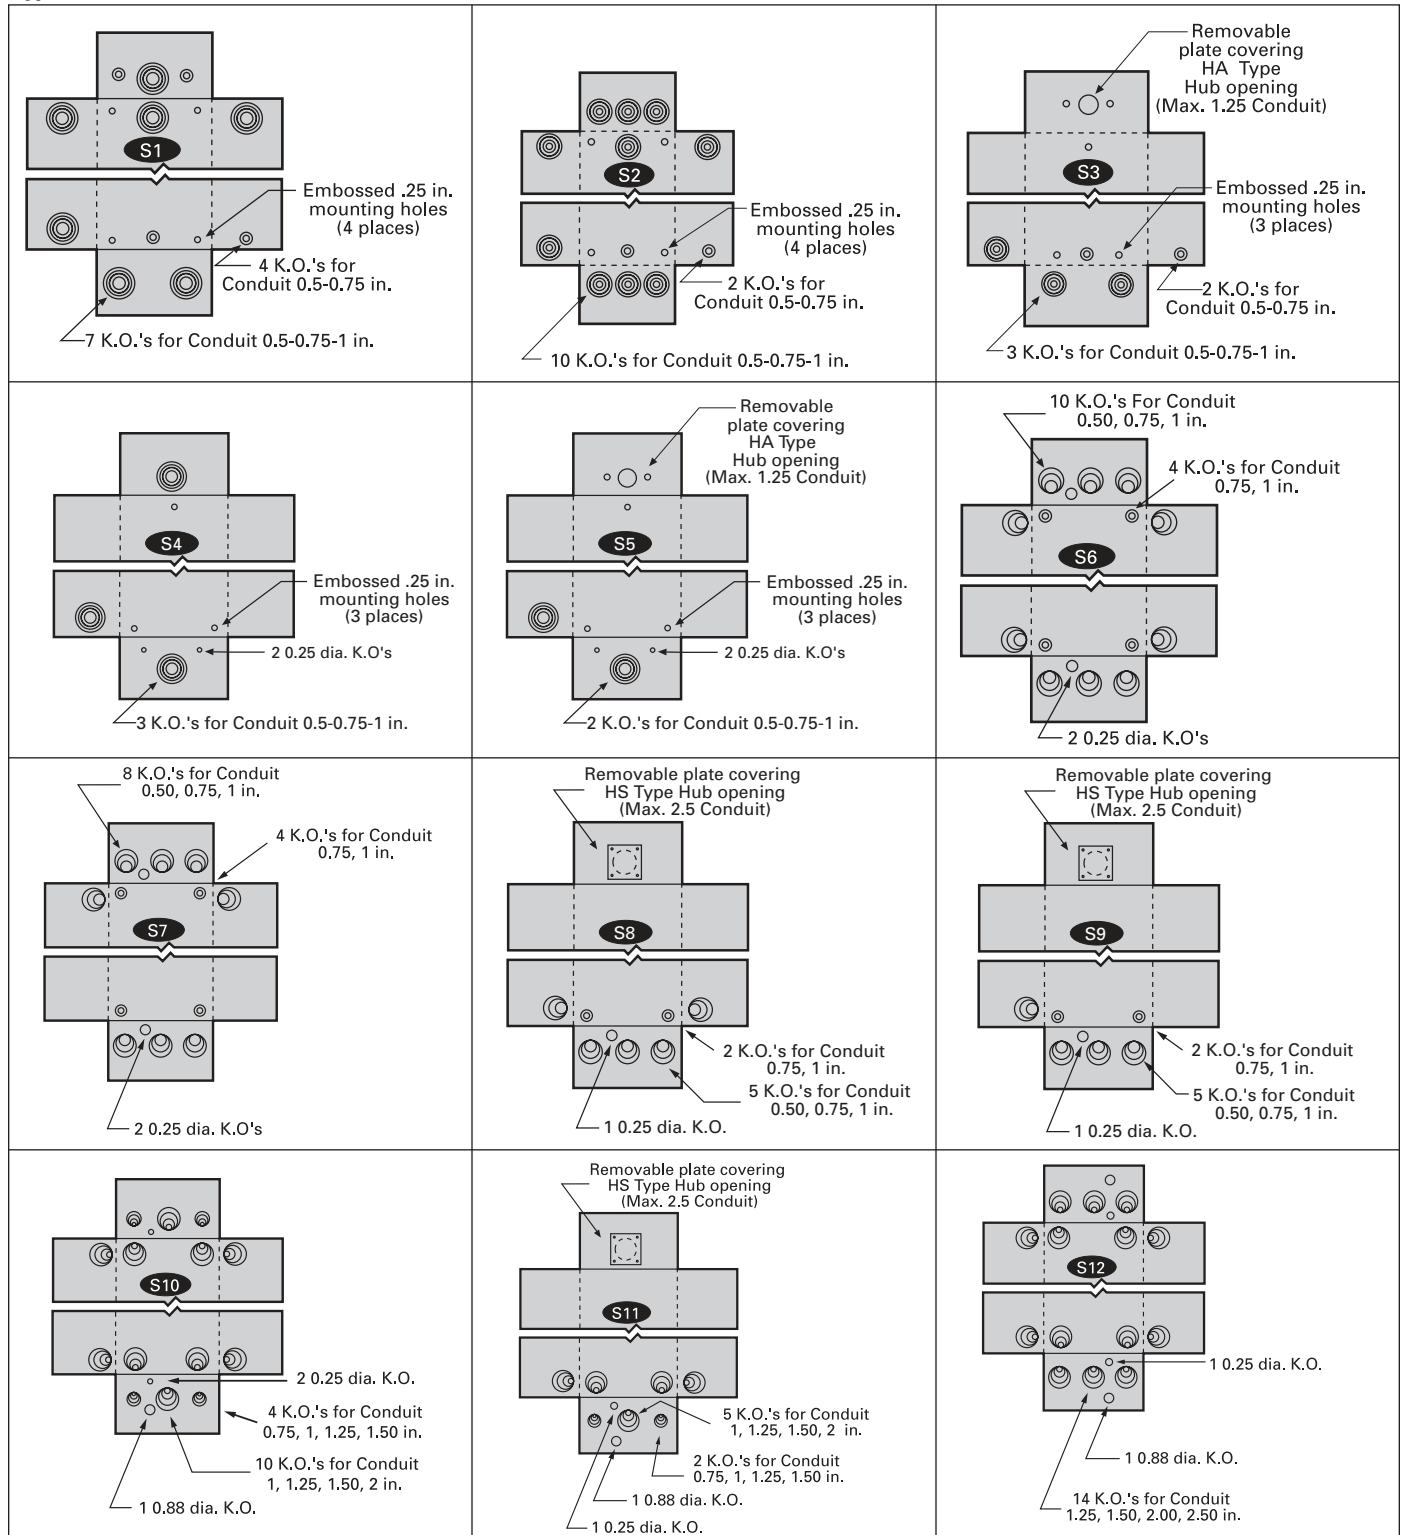 S1
Embossed .25 in.
mounting holes
(4 places)
4 K.O.'s for
Conduit 0.5-0.75 in.
7 K.O.'s for Conduit 0.5-0.75-1 in.
S2
Embossed .25 in.
mounting holes
(4 places)
2 K.O.'s for
Conduit 0.5-0.75 in.
10 K.O.'s for Conduit 0.5-0.75-1 in.
Removable
plate covering
HA Type
Hub opening
(Max. 1.25 Conduit)
S3
Embossed .25 in.
mounting holes
(3 places)
2 K.O.'s for
Conduit 0.5-0.75 in.
3 K.O.'s for Conduit 0.5-0.75-1 in.
S4
Embossed .25 in.
mounting holes
(3 places)
2 0.25 dia. K.O's
3 K.O.'s for Conduit 0.5-0.75-1 in.
Removable
plate covering
HA Type
Hub opening
(Max. 1.25 Conduit)
S5
Embossed .25 in.
mounting holes
(3 places)
2 0.25 dia. K.O's
2 K.O.'s for Conduit 0.5-0.75-1 in.
10 K.O.'s For Conduit
0.50, 0.75, 1 in.
4 K.O.'s for Conduit
0.75, 1 in.
S6
2 0.25 dia. K.O's
8 K.O.'s for Conduit
0.50, 0.75, 1 in.
4 K.O.'s for Conduit
0.75, 1 in.
S7
2 0.25 dia. K.O's
Removable plate covering
HS Type Hub opening
(Max. 2.5 Conduit)
S8
2 K.O.'s for Conduit
0.75, 1 in.
5 K.O.'s for Conduit
0.50, 0.75, 1 in.
1 0.25 dia. K.O.
Removable plate covering
HS Type Hub opening
(Max. 2.5 Conduit)
S9
2 K.O.'s for Conduit
0.75, 1 in.
5 K.O.'s for Conduit
0.50, 0.75, 1 in.
1 0.25 dia. K.O.
S10
2 0.25 dia. K.O.
4 K.O.'s for Conduit
0.75, 1, 1.25, 1.50 in.
10 K.O.'s for Conduit
1, 1.25, 1.50, 2 in.
1 0.88 dia. K.O.
Removable plate covering
HS Type Hub opening
(Max. 2.5 Conduit)
S11
5 K.O.'s for Conduit
1, 1.25, 1.50, 2 in.
2 K.O.'s for Conduit
0.75, 1, 1.25, 1.50 in.
1 0.88 dia. K.O.
1 0.25 dia. K.O.
S12
1 0.25 dia. K.O.
1 0.88 dia. K.O.
14 K.O.'s for Conduit
1.25, 1.50, 2.00, 2.50 in.